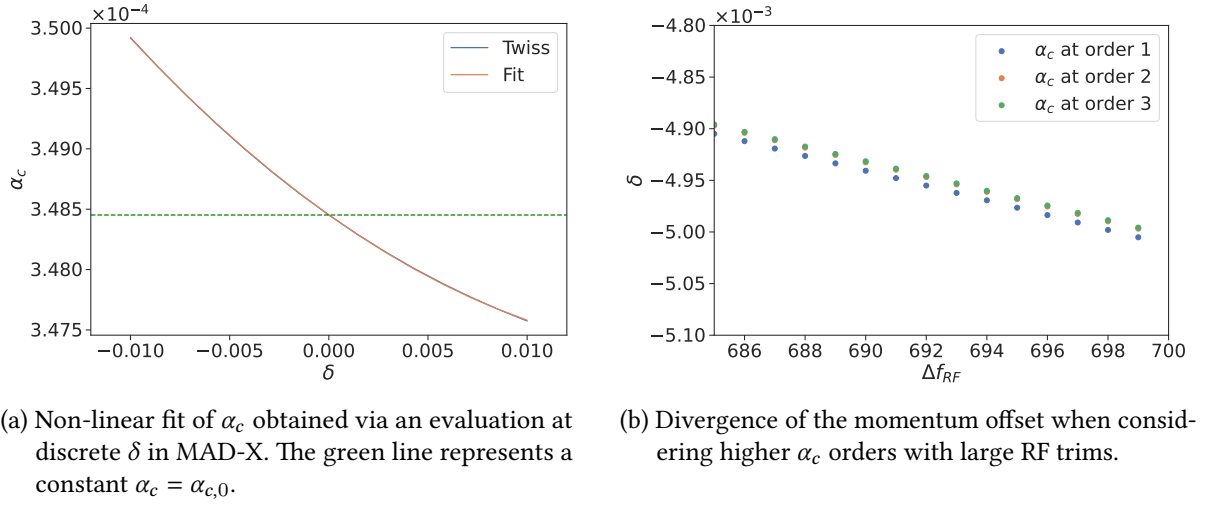 ×10⁻⁴
3.500
3.495
3.490
3.485
3.480
3.475
α_c
−0.010
−0.005
0.000
0.005
0.010
δ
Twiss
Fit
×10⁻³
−4.80
−4.85
−4.90
−4.95
−5.00
−5.05
−5.10
δ
686
688
690
692
694
696
698
700
Δf_RF
α_c at order 1
α_c at order 2
α_c at order 3
(a) Non-linear fit of α_c obtained via an evaluation at
discrete δ in MAD-X. The green line represents a
constant α_c = α_c,0.
(b) Divergence of the momentum offset when consid-
ering higher α_c orders with large RF trims.